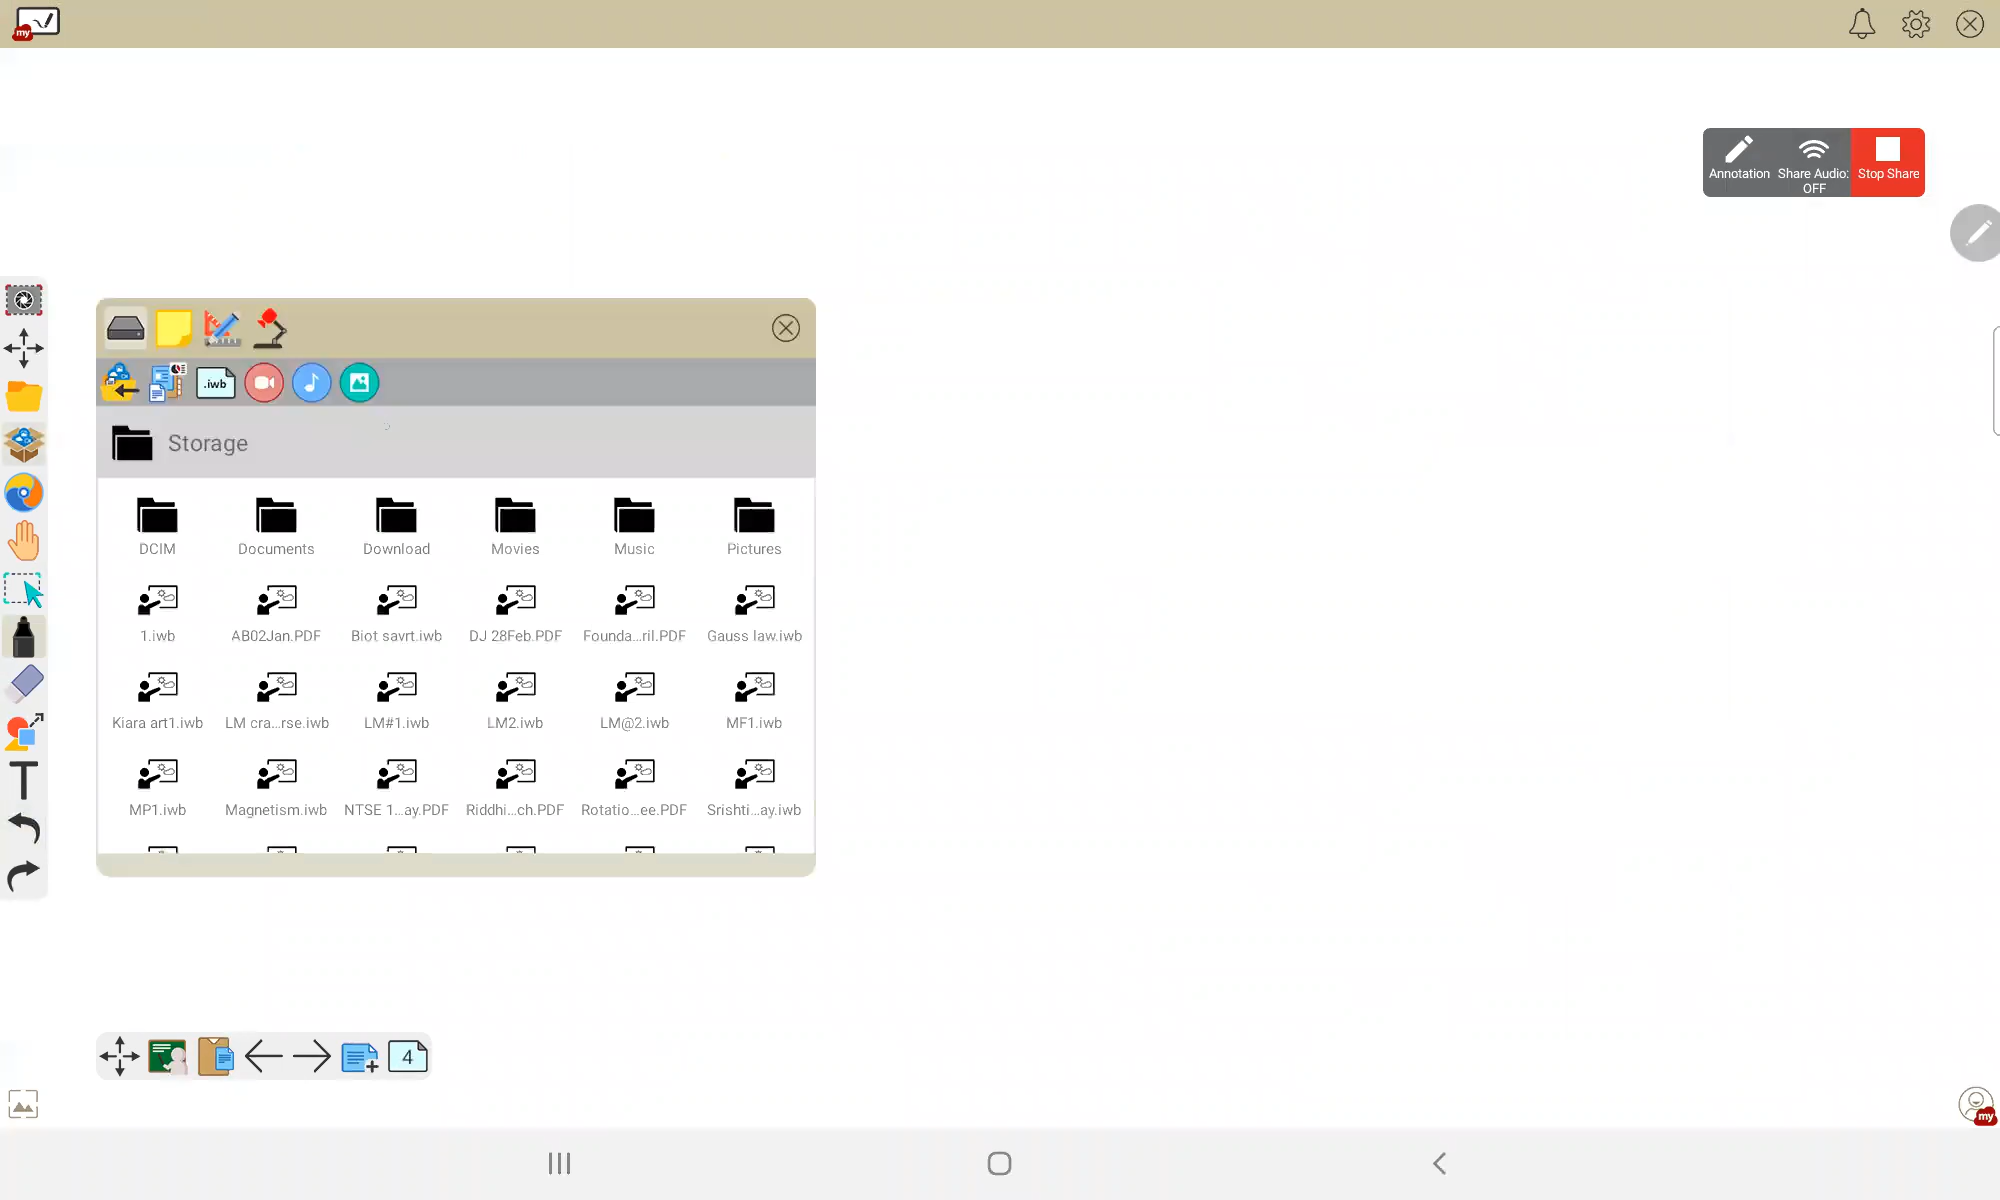 my
Annotation
Share Audio:
OFF
Stop Share
.iwb
Storage
DCIM
Documents
Download
Movies
Music
Pictures
1.iwb
AB02Jan.PDF
Biot savrt.iwb
DJ 28Feb.PDF
Founda...ril.PDF
Gauss law.iwb
Kiara art1.iwb
LM cra...rse.iwb
LM#1.iwb
LM2.iwb
LM@2.iwb
MF1.iwb
MP1.iwb
Magnetism.iwb
NTSE 1...ay.PDF
Riddhi...ch.PDF
Rotatio...ee.PDF
Srishti...ay.iwb
T
4
my